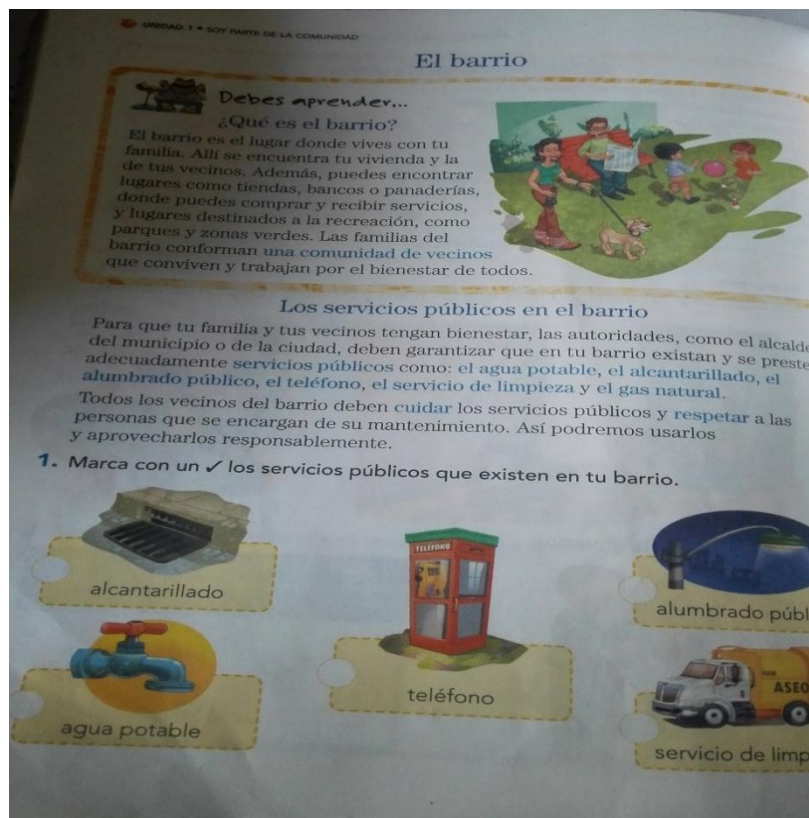 UNIDAD 1 * SOY PARTE DE LA COMUNIDAD
El barrio
Debes aprender...
¿Qué es el barrio?
El barrio es el lugar donde vives con tu
familia. Allí se encuentra tu vivienda y la
de tus vecinos. Además, puedes encontrar
lugares como tiendas, bancos o panaderías,
donde puedes comprar y recibir servicios,
y lugares destinados a la recreación, como
parques y zonas verdes. Las familias del
barrio conforman una comunidad de vecinos
que conviven y trabajan por el bienestar de todos.
Los servicios públicos en el barrio
Para que tu familia y tus vecinos tengan bienestar, las autoridades, como el alcalde
del municipio o de la ciudad, deben garantizar que en tu barrio existan y se preste
adecuadamente servicios públicos como: el agua potable, el alcantarillado, el
alumbrado público, el teléfono, el servicio de limpieza y el gas natural.
Todos los vecinos del barrio deben cuidar los servicios públicos y respetar a las
personas que se encargan de su mantenimiento. Así podremos usarlos
y aprovecharlos responsablemente.
1. Marca con un ✓ los servicios públicos que existen en tu barrio.
TELÉFONO
alcantarillado
alumbrado públ
ASEO
teléfono
agua potable
servicio de limp